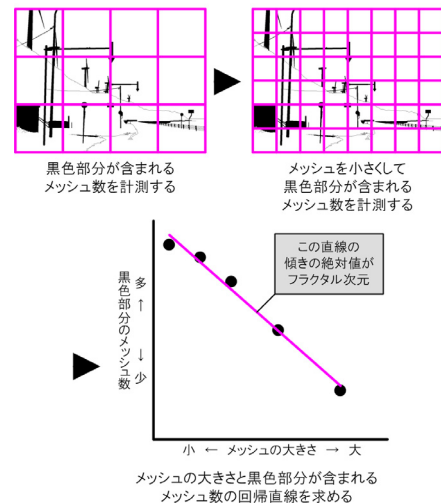 黒色部分が含まれる
メッシュ数を計測する
メッシュを小さくして
黒色部分が含まれる
メッシュ数を計測する
この直線の
傾きの絶対値が
フラクタル次元
黒色部分のメッシュ数
少 ← → 多
小 ← メッシュの大きさ → 大
メッシュの大きさと黒色部分が含まれる
メッシュ数の回帰直線を求める